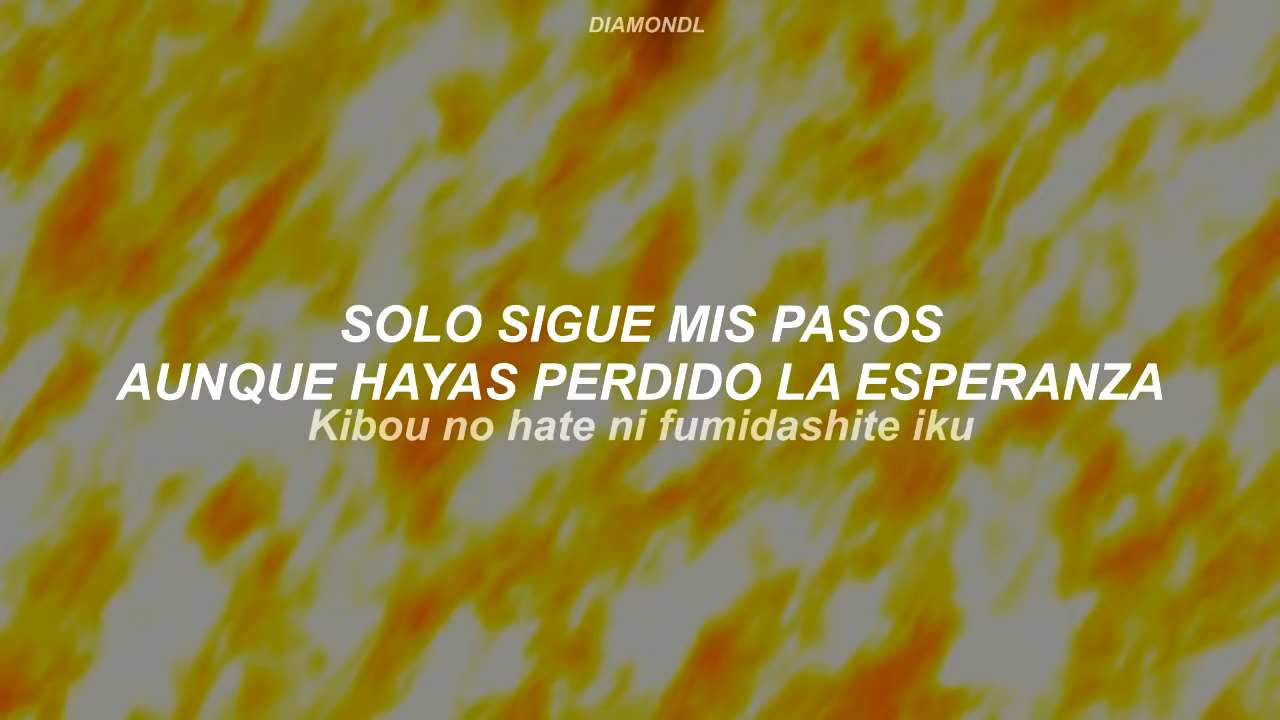 DIAMONDL
SOLO SIGUE MIS PASOS
AUNQUE HAYAS PERDIDO LA ESPERANZA
Kibou no hate ni fumidashite iku